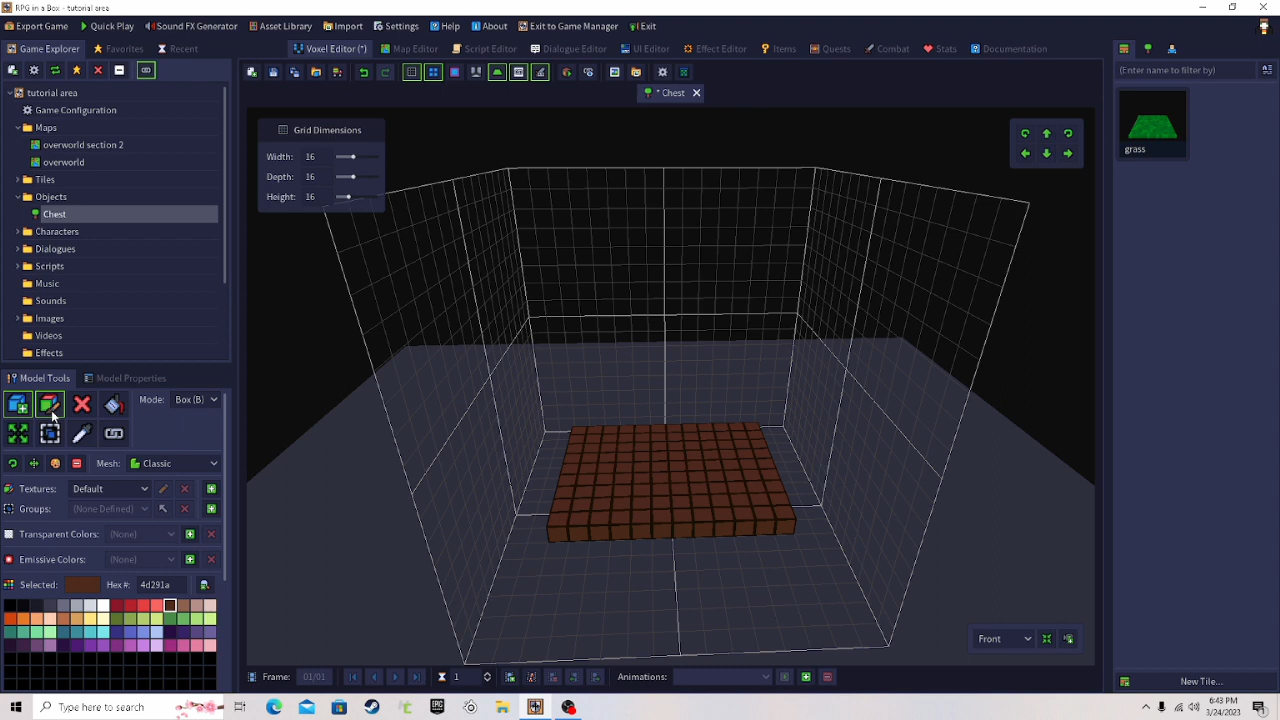 RPG in a Box - tutorial area
Export Game Quick Play Sound FX Generator Asset Library Import Settings Help About Exit to Game Manager Exit
Game Explorer Favorites Recent Voxel Editor (*) Map Editor Script Editor Dialogue Editor UI Editor Effect Editor Items Quests Combat Stats Documentation
(Enter name to filter by)
tutorial area
* Chest
Game Configuration
Maps
overworld section 2
overworld
Tiles
Objects
Chest
Characters
Dialogues
Scripts
Music
Sounds
Images
Videos
Effects
Grid Dimensions
Width: 16
Depth: 16
Height: 16
grass
Model Tools Model Properties
Mode: Box (B)
Mesh: Classic
Textures: Default
Groups: (None Defined)
Transparent Colors: (None)
Emissive Colors: (None)
Selected: Hex#: 4d291a
Front
Frame: 01/01 1 Animations:
New Tile...
Type here to search
EPIC
6:43 PM
3/24/2023